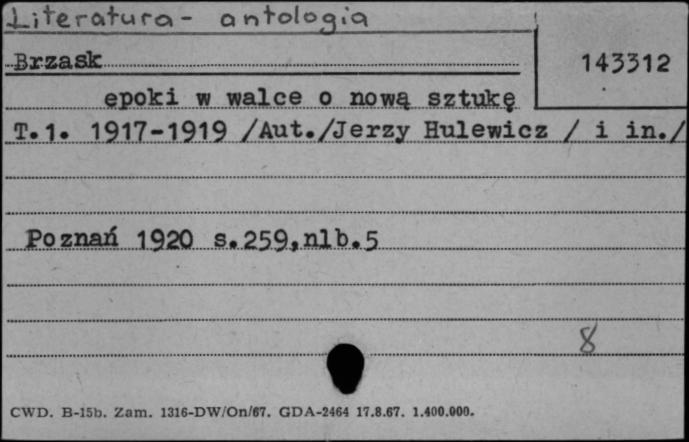 Literatura - antologia
Brzask
143312
epoki w walce o nową sztukę
T.1. 1917-1919 /Aut./Jerzy Hulewicz / i in./
Poznań 1920 s.259,nlb.5
8
CWD. B-15b. Zam. 1316-DW/On/67. GDA-2464 17.8.67. 1.400.000.